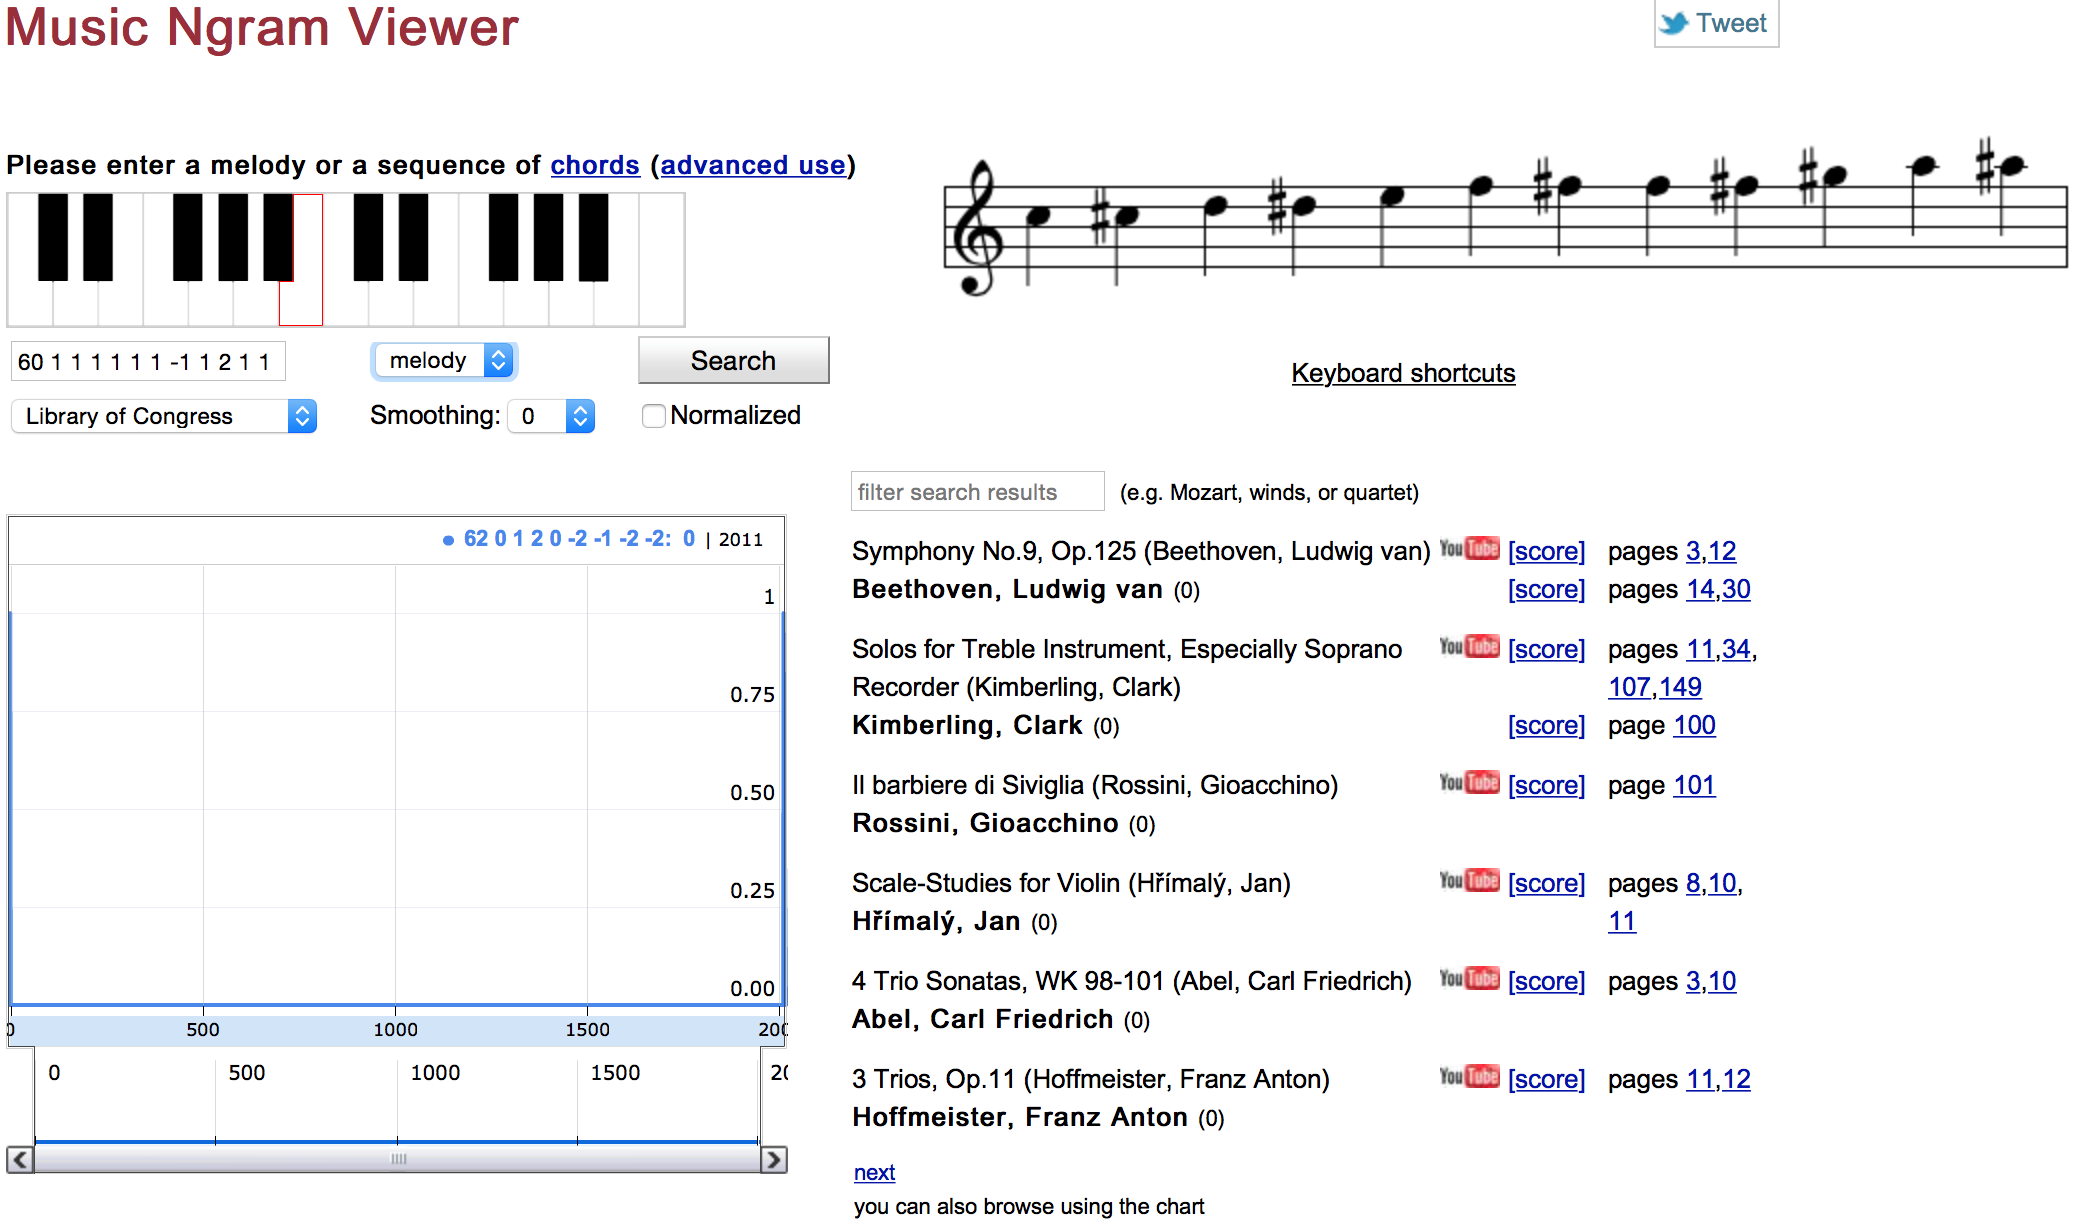 Music Ngram Viewer
Tweet
Please enter a melody or a sequence of chords (advanced use)
60 1 1 1 1 1 1 -1 1 2 1 1
melody
Search
Keyboard shortcuts
Library of Congress
Smoothing: 0
Normalized
filter search results
(e.g. Mozart, winds, or quartet)
62 0 1 2 0 -2 -1 -2 -2: 0 | 2011
1
0.75
0.50
0.25
0.00
0 500 1000 1500 200
0 500 1000 1500 20
Symphony No.9, Op.125 (Beethoven, Ludwig van) YouTube [score] pages 3,12
Beethoven, Ludwig van (0) [score] pages 14,30
Solos for Treble Instrument, Especially Soprano YouTube [score] pages 11,34,
Recorder (Kimberling, Clark) 107,149
Kimberling, Clark (0) [score] page 100
Il barbiere di Siviglia (Rossini, Gioacchino) YouTube [score] page 101
Rossini, Gioacchino (0)
Scale-Studies for Violin (Hřímalý, Jan) YouTube [score] pages 8,10,
Hřímalý, Jan (0) 11
4 Trio Sonatas, WK 98-101 (Abel, Carl Friedrich) YouTube [score] pages 3,10
Abel, Carl Friedrich (0)
3 Trios, Op.11 (Hoffmeister, Franz Anton) YouTube [score] pages 11,12
Hoffmeister, Franz Anton (0)
next
you can also browse using the chart